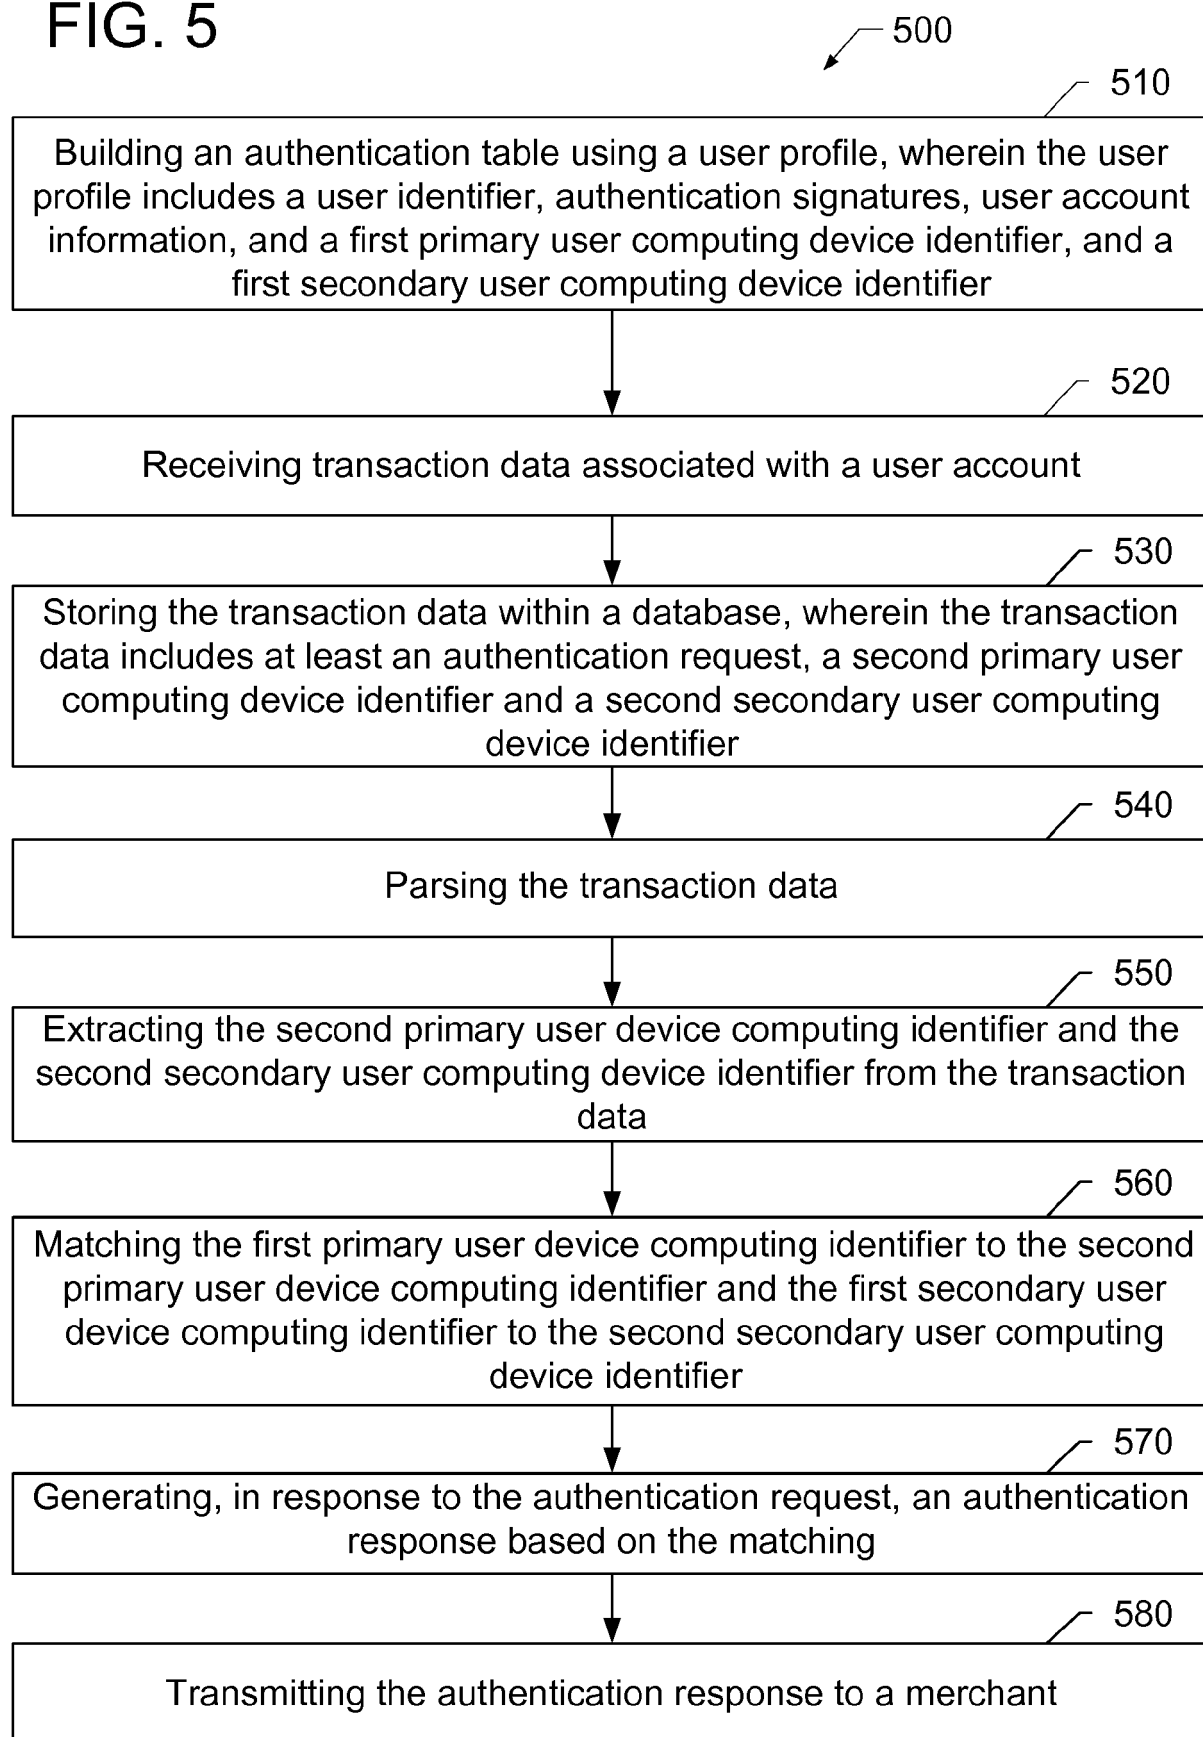 FIG. 5
500
510
Building an authentication table using a user profile, wherein the user
profile includes a user identifier, authentication signatures, user account
information, and a first primary user computing device identifier, and a
first secondary user computing device identifier
520
Receiving transaction data associated with a user account
530
Storing the transaction data within a database, wherein the transaction
data includes at least an authentication request, a second primary user
computing device identifier and a second secondary user computing
device identifier
540
Parsing the transaction data
550
Extracting the second primary user device computing identifier and the
second secondary user computing device identifier from the transaction
data
560
Matching the first primary user device computing identifier to the second
primary user device computing identifier and the first secondary user
device computing identifier to the second secondary user computing
device identifier
570
Generating, in response to the authentication request, an authentication
response based on the matching
580
Transmitting the authentication response to a merchant